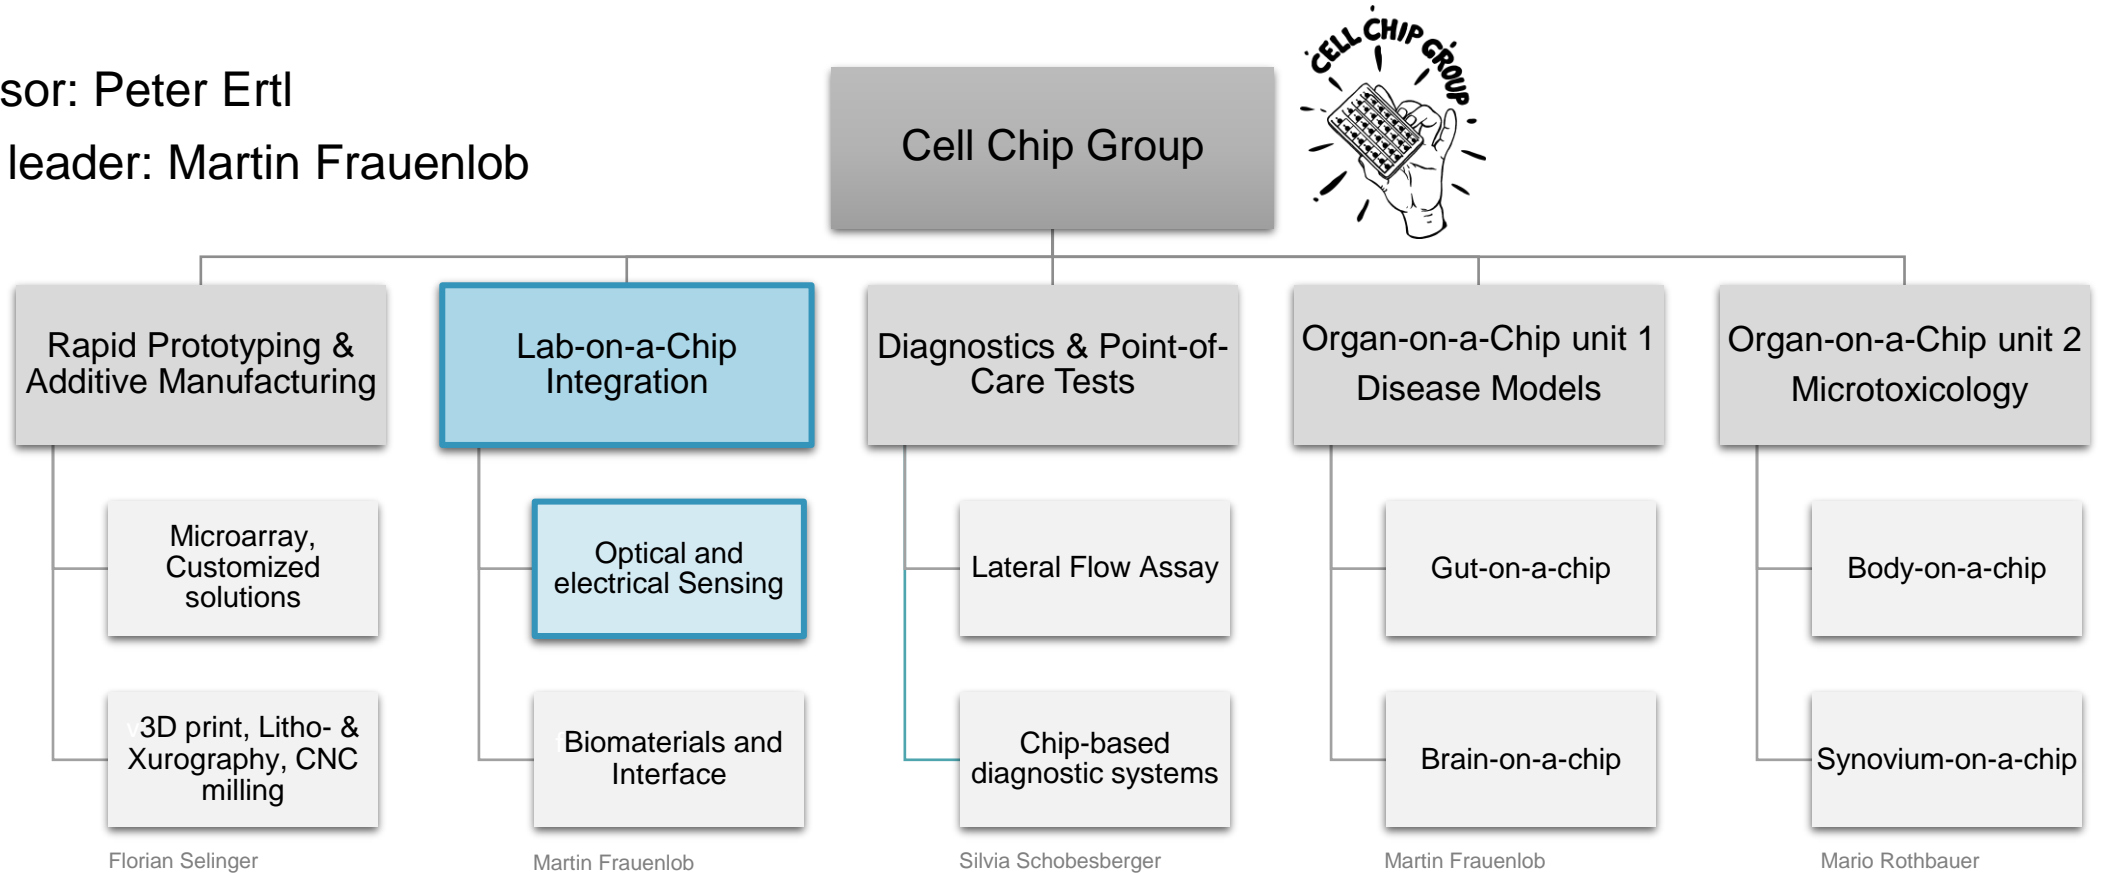 sor: Peter Ertl
leader: Martin Frauenlob
Cell Chip Group
CELL CHIP GROUP
Rapid Prototyping &
Additive Manufacturing
Lab-on-a-Chip
Integration
Diagnostics & Point-of-
Care Tests
Organ-on-a-Chip unit 1
Disease Models
Organ-on-a-Chip unit 2
Microtoxicology
Microarray,
Customized
solutions
Optical and
electrical Sensing
Lateral Flow Assay
Gut-on-a-chip
Body-on-a-chip
v3D print, Litho- &
Xurography, CNC
milling
fBiomaterials and
Interface
Chip-based
diagnostic systems
Brain-on-a-chip
Synovium-on-a-chip
Florian Selinger
Martin Frauenlob
Silvia Schobesberger
Martin Frauenlob
Mario Rothbauer